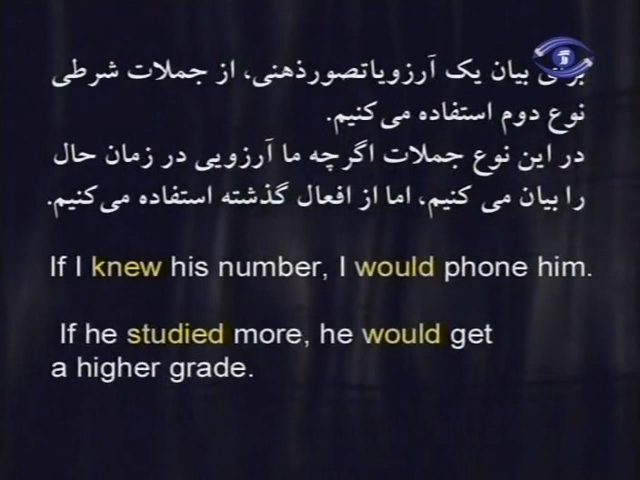 برای بیان یک آرزویاتصورذهنی، از جملات شرطی
نوع دوم استفاده می‌کنیم.
در این نوع جملات اگرچه ما آرزویی در زمان حال
را بیان می کنیم، اما از افعال گذشته استفاده می‌کنیم.
If I knew his number, I would phone him.
If he studied more, he would get
a higher grade.